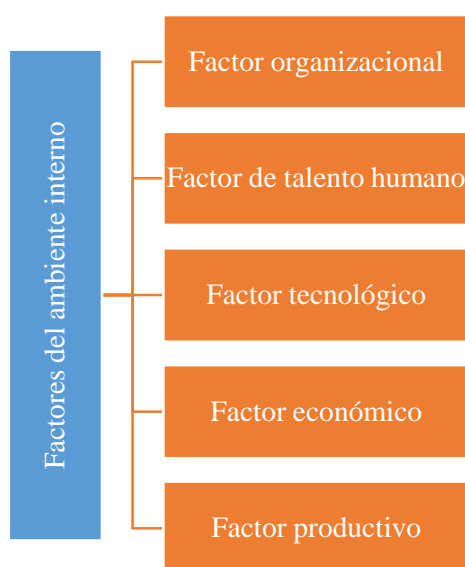 Factores del ambiente interno
Factor organizacional
Factor de talento humano
Factor tecnológico
Factor económico
Factor productivo